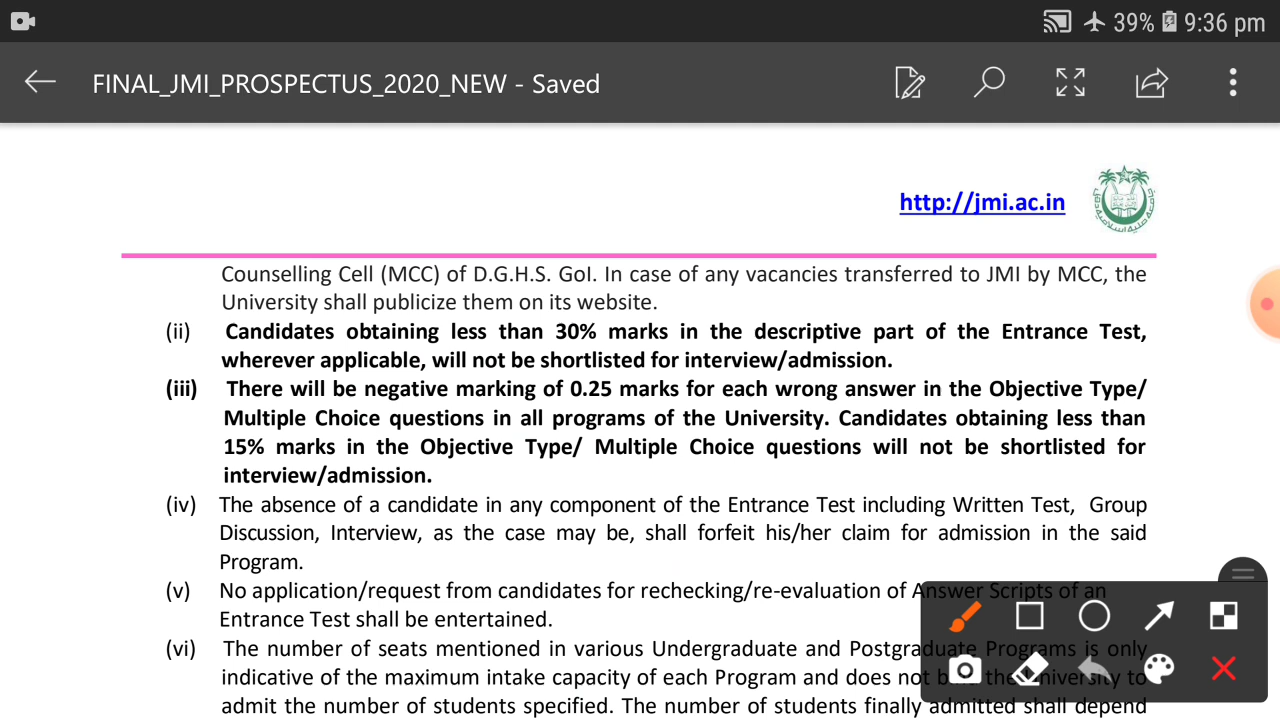 39% 9:36 pm
FINAL_JMI_PROSPECTUS_2020_NEW - Saved
http://jmi.ac.in
Counselling Cell (MCC) of D.G.H.S. GoI. In case of any vacancies transferred to JMI by MCC, the
University shall publicize them on its website.
(ii) Candidates obtaining less than 30% marks in the descriptive part of the Entrance Test,
wherever applicable, will not be shortlisted for interview/admission.
(iii) There will be negative marking of 0.25 marks for each wrong answer in the Objective Type/
Multiple Choice questions in all programs of the University. Candidates obtaining less than
15% marks in the Objective Type/ Multiple Choice questions will not be shortlisted for
interview/admission.
(iv) The absence of a candidate in any component of the Entrance Test including Written Test, Group
Discussion, Interview, as the case may be, shall forfeit his/her claim for admission in the said
Program.
(v) No application/request from candidates for rechecking/re-evaluation of Answer Scripts of an
Entrance Test shall be entertained.
(vi) The number of seats mentioned in various Undergraduate and Postgraduate Programs is only
indicative of the maximum intake capacity of each Program and does not the University to
admit the number of students specified. The number of students finally admitted shall depend